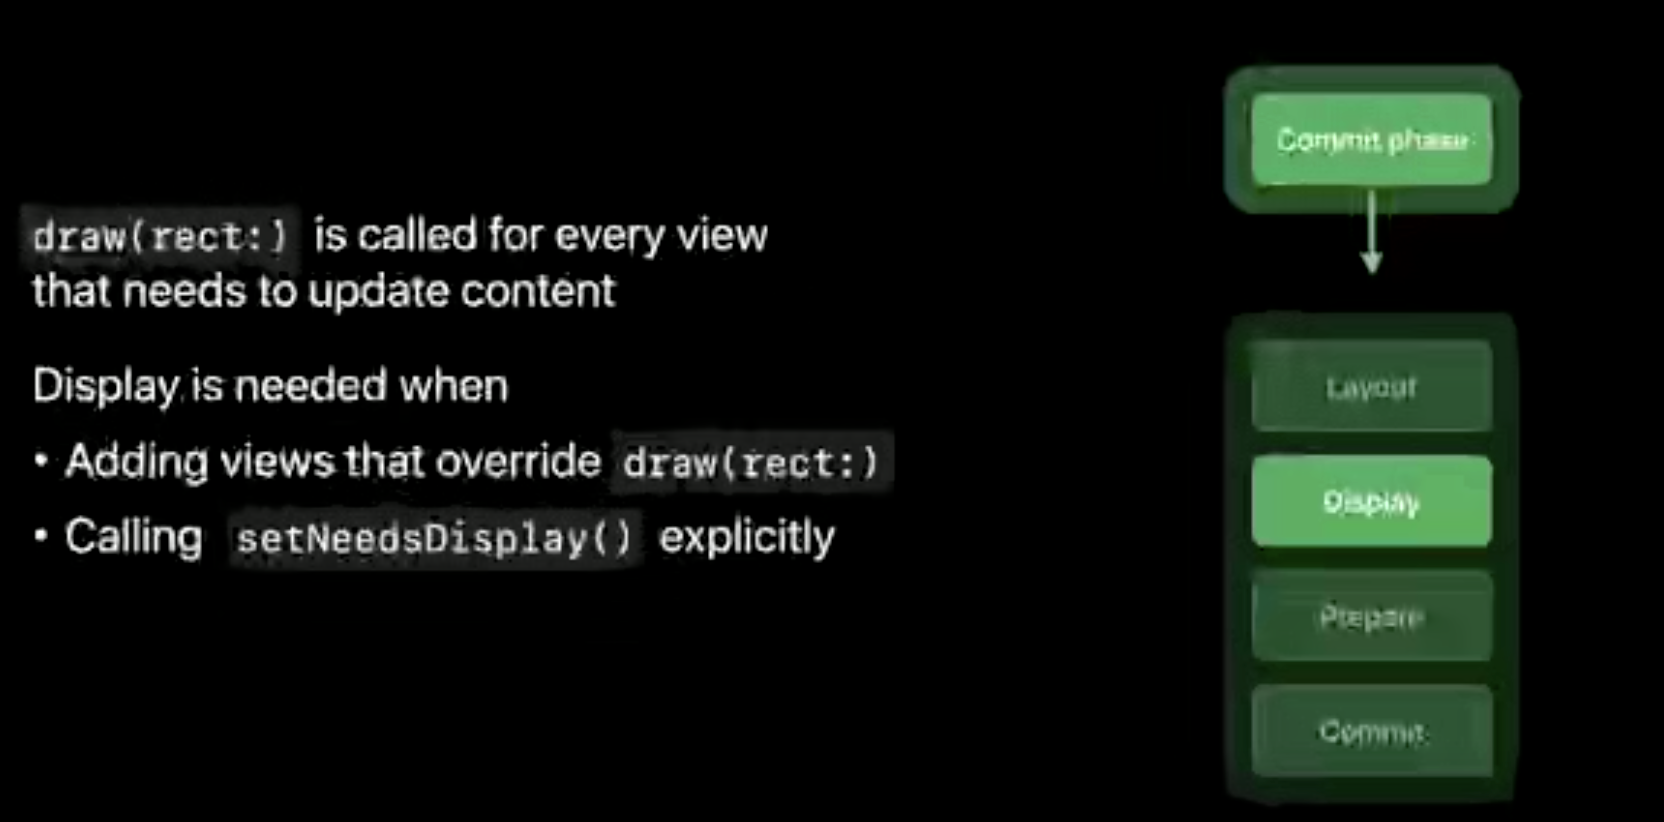 draw(rect:) is called for every view
that needs to update content
Display is needed when
• Adding views that override draw(rect:)
• Calling setNeedsDisplay() explicitly
Commit phase
Layout
Display
Prepare
Commit